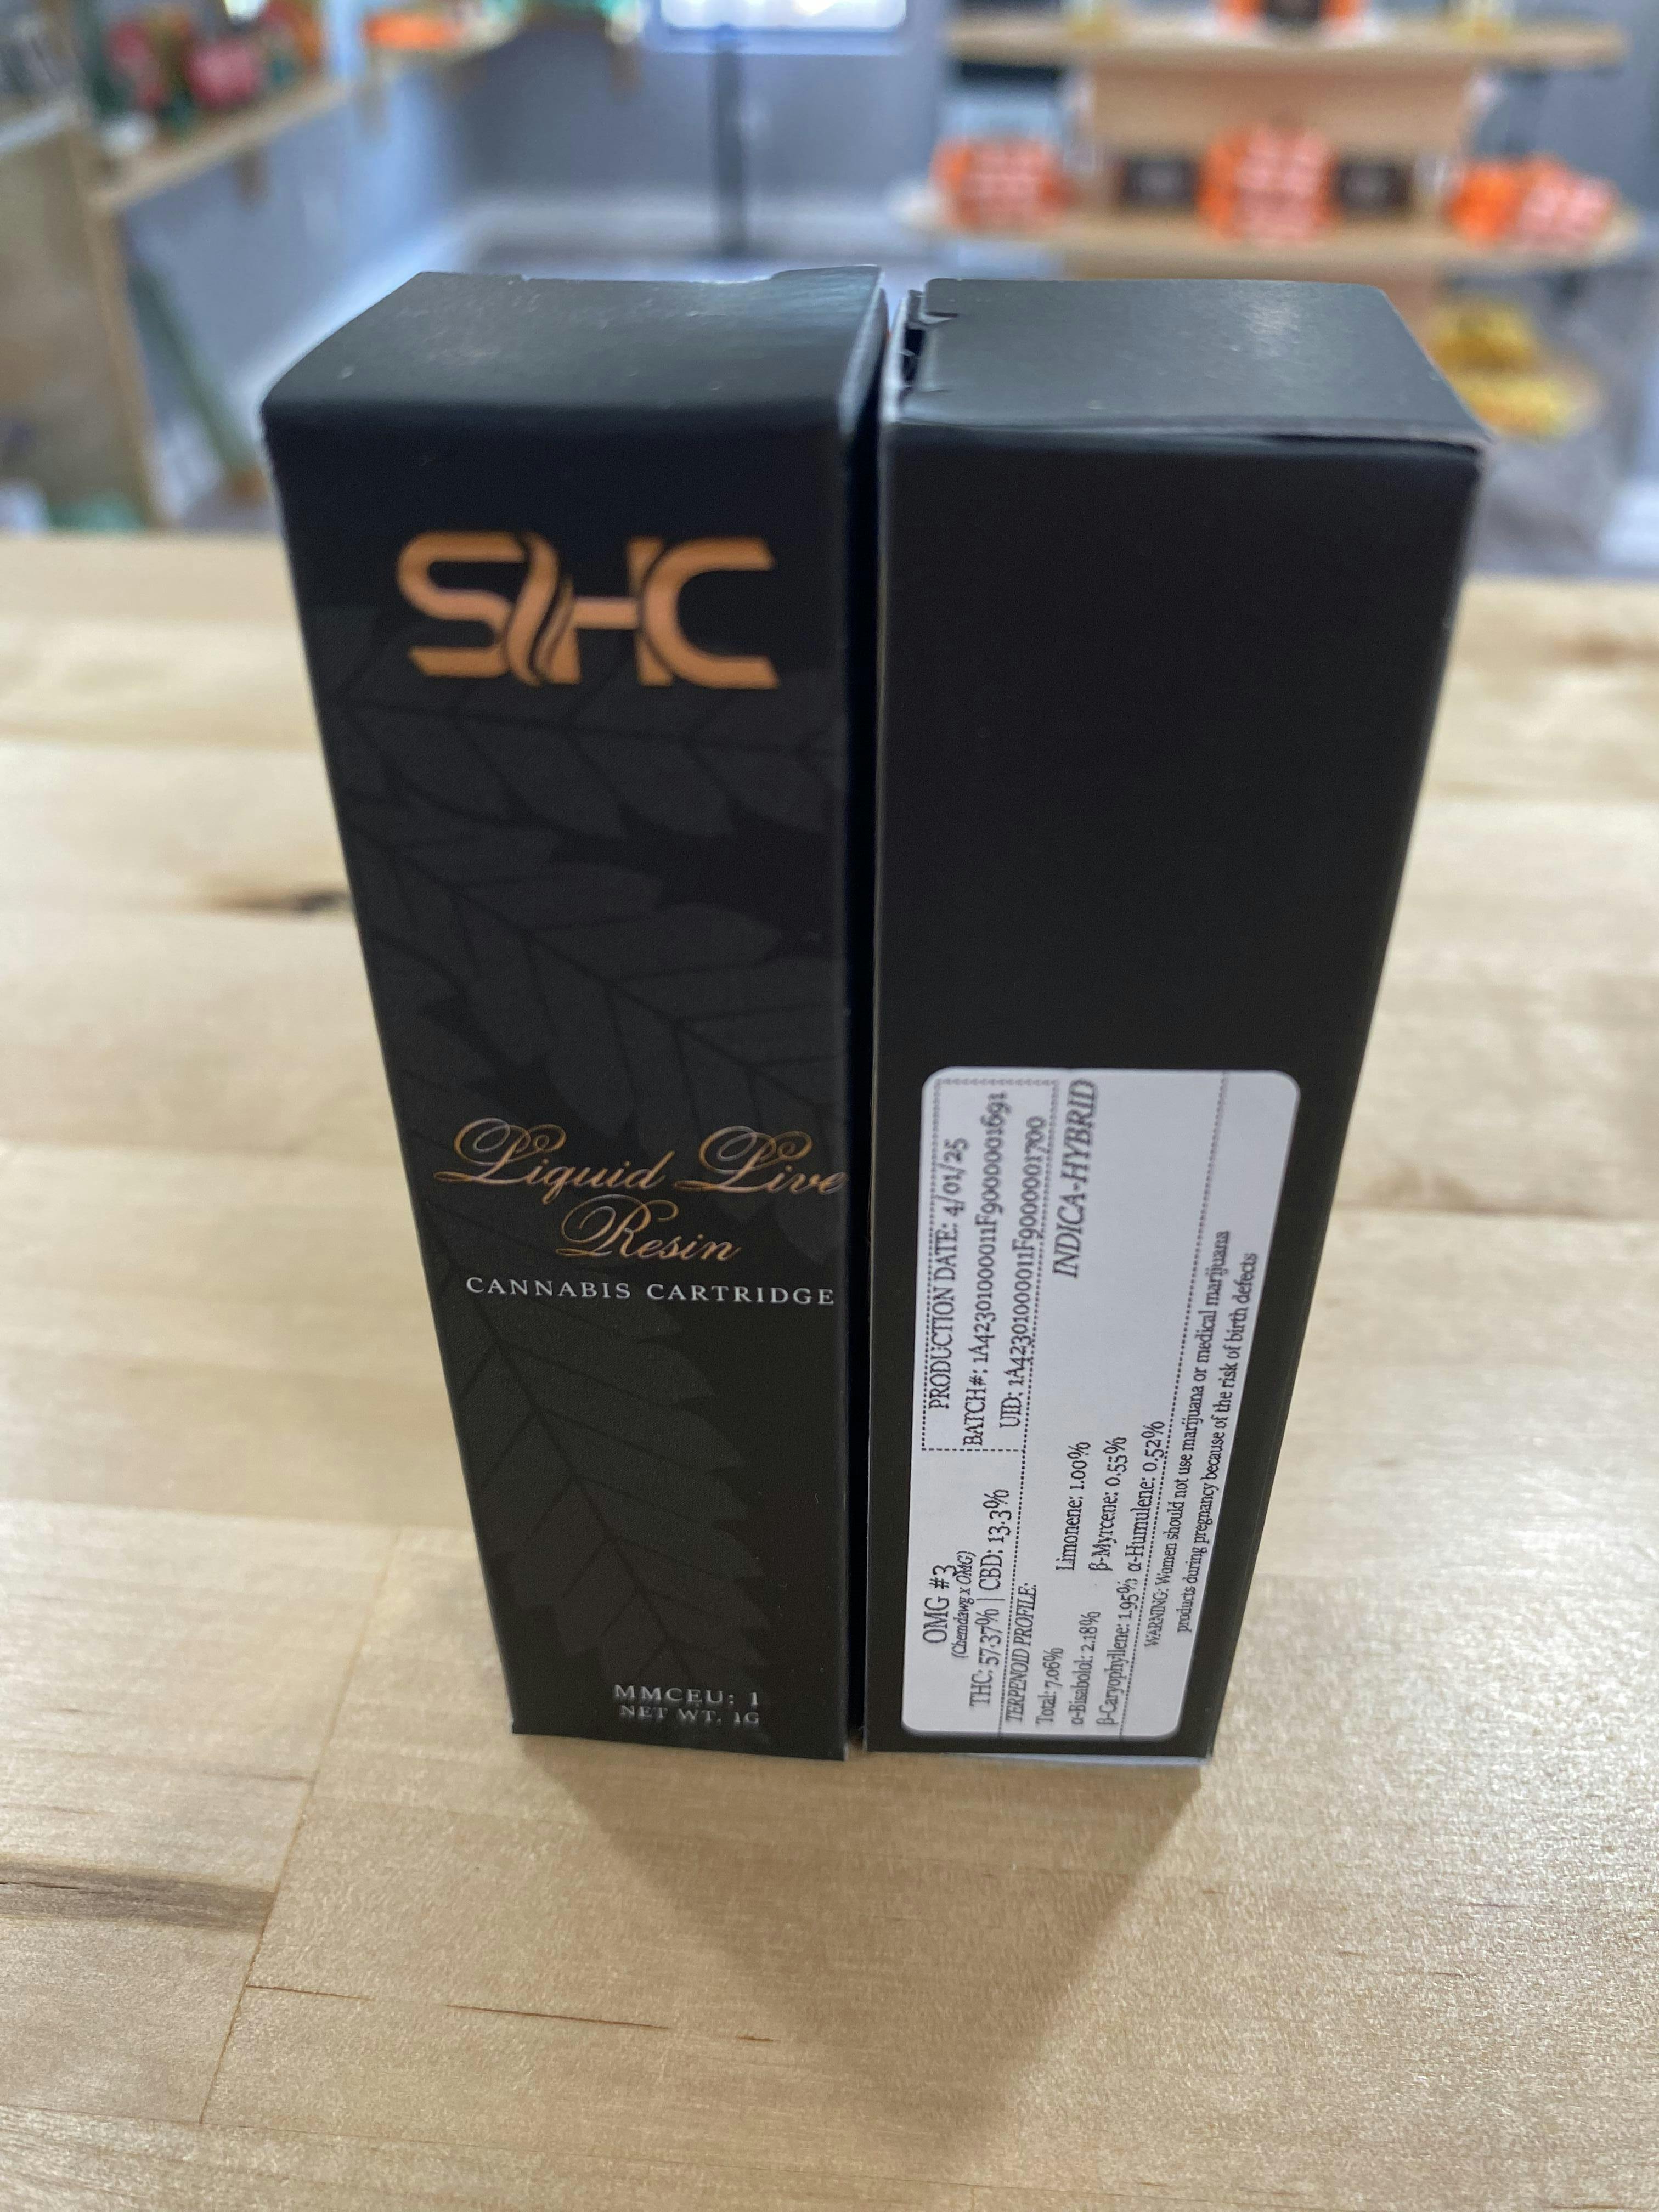 SHC
Liquid Live
Resin
CANNABIS CARTRIDGE
MMCEU: 1
NET WT. 1G
OMG #3
(Chemdawg x OMG)
THC: 57.37% | CBD: 13.3%
PRODUCTION DATE: 4/01/25
BATCH#: 1A42301000011F9000001691
UID: 1A42301000011F9000001700
TERPENOID PROFILE:
INDICA-HYBRID
Total: 7.06%
Limonene: 1.00%
α-Bisabolol: 2.18%
β-Myrcene: 0.55%
β-Caryophyllene: 1.95%
α-Humulene: 0.52%
WARNING: Women should not use marijuana or medical marijuana
products during pregnancy because of the risk of birth defects